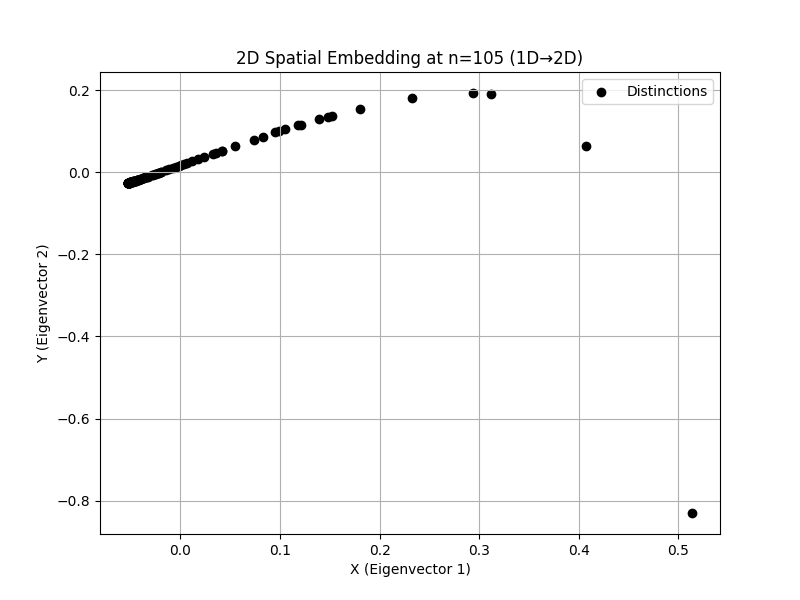 2D Spatial Embedding at n=105 (1D→2D)
Distinctions
0.2
0.0
−0.2
−0.4
−0.6
−0.8
Y (Eigenvector 2)
0.0 0.1 0.2 0.3 0.4 0.5
X (Eigenvector 1)